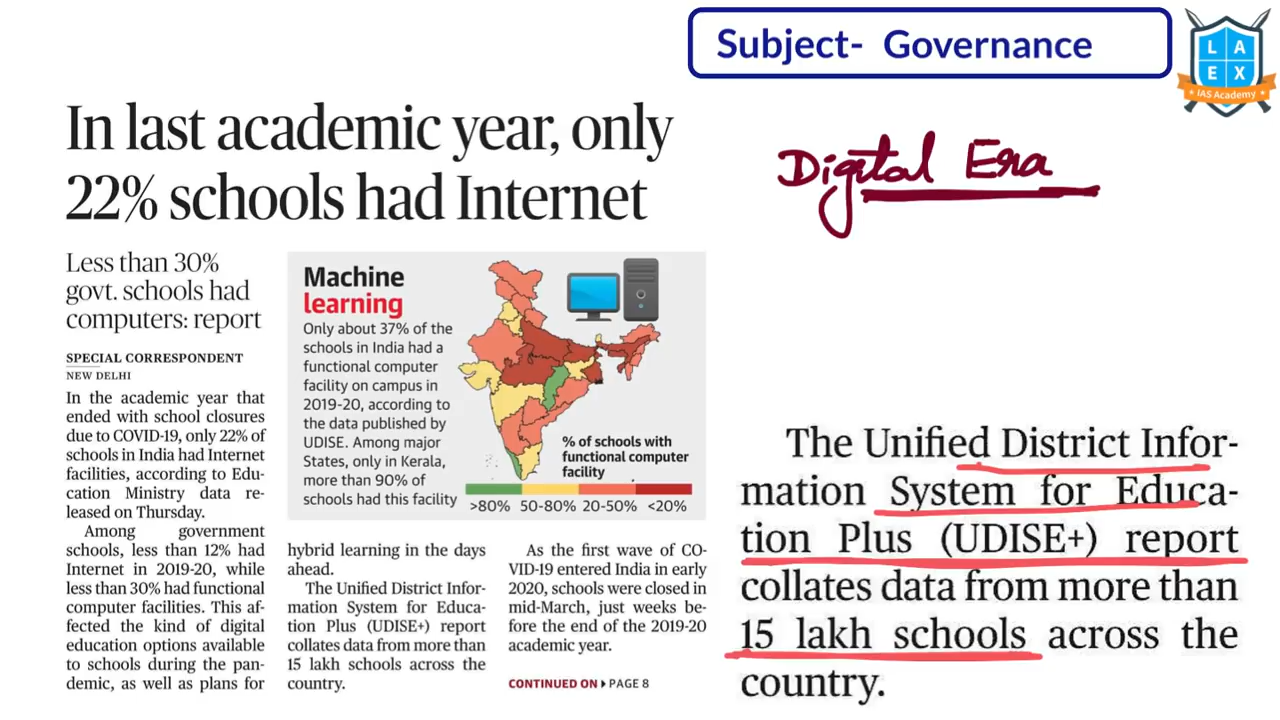 Subject- Governance
L A
E X
IAS Academy
In last academic year, only
22% schools had Internet
Digital Era
Less than 30%
govt. schools had
computers: report
SPECIAL CORRESPONDENT
NEW DELHI
In the academic year that
ended with school closures
due to COVID-19, only 22% of
schools in India had Internet
facilities, according to Edu-
cation Ministry data re-
leased on Thursday.
Among government
schools, less than 12% had
Internet in 2019-20, while
less than 30% had functional
computer facilities. This af-
fected the kind of digital
education options available
to schools during the pan-
demic, as well as plans for
Machine
learning
Only about 37% of the
schools in India had a
functional computer
facility on campus in
2019-20, according to
the data published by
UDISE. Among major
States, only in Kerala,
more than 90% of
schools had this facility
% of schools with
functional computer
facility
>80% 50-80% 20-50% <20%
hybrid learning in the days
ahead.
The Unified District Infor-
mation System for Educa-
tion Plus (UDISE+) report
collates data from more than
15 lakh schools across the
country.
As the first wave of CO-
VID-19 entered India in early
2020, schools were closed in
mid-March, just weeks be-
fore the end of the 2019-20
academic year.
CONTINUED ON PAGE 8
The Unified District Infor-
mation System for Educa-
tion Plus (UDISE+) report
collates data from more than
15 lakh schools across the
country.